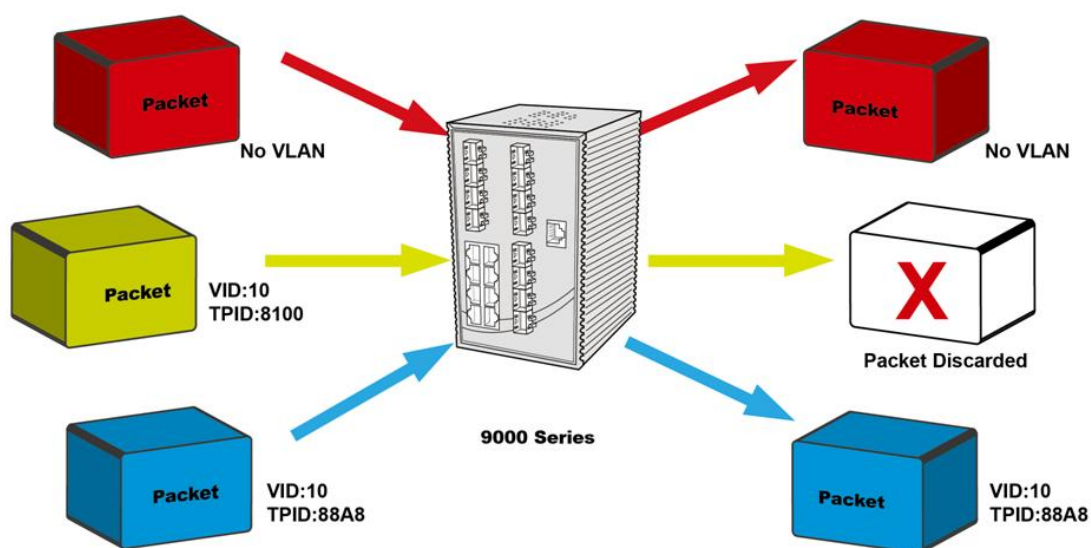 Packet
No VLAN
Packet
No VLAN
Packet
VID:10
TPID:8100
X
Packet Discarded
9000 Series
Packet
VID:10
TPID:88A8
Packet
VID:10
TPID:88A8